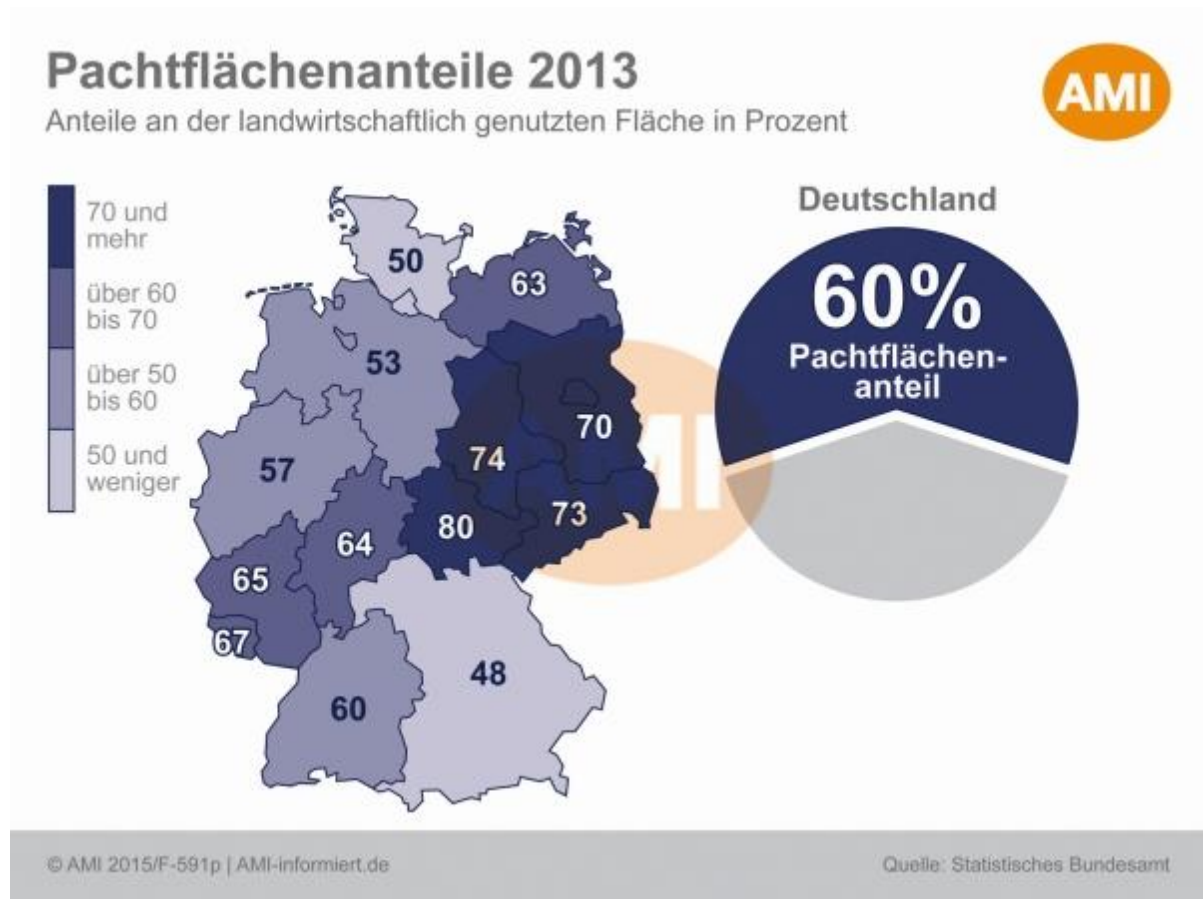 Pachtflächenanteile 2013
Anteile an der landwirtschaftlich genutzten Fläche in Prozent
AMI
70 und
mehr
über 60
bis 70
über 50
bis 60
50 und
weniger
50
63
53
70
74
57
73
80
64
65
67
48
60
AMI
Deutschland
60%
Pachtflächen-
anteil
© AMI 2015/F-591p | AMI-informiert.de
Quelle: Statistisches Bundesamt